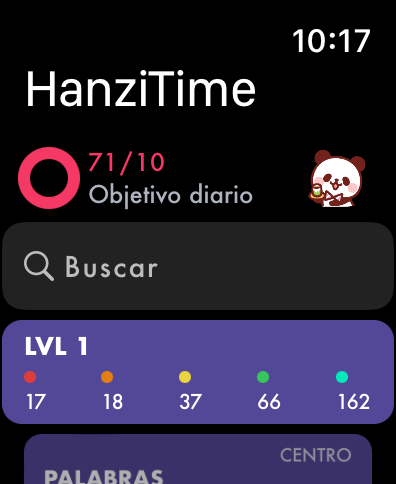 10:17
HanziTime
71/10
Objetivo diario
Buscar
LVL 1
17 18 37 66 162
CENTRO
PALABRAS